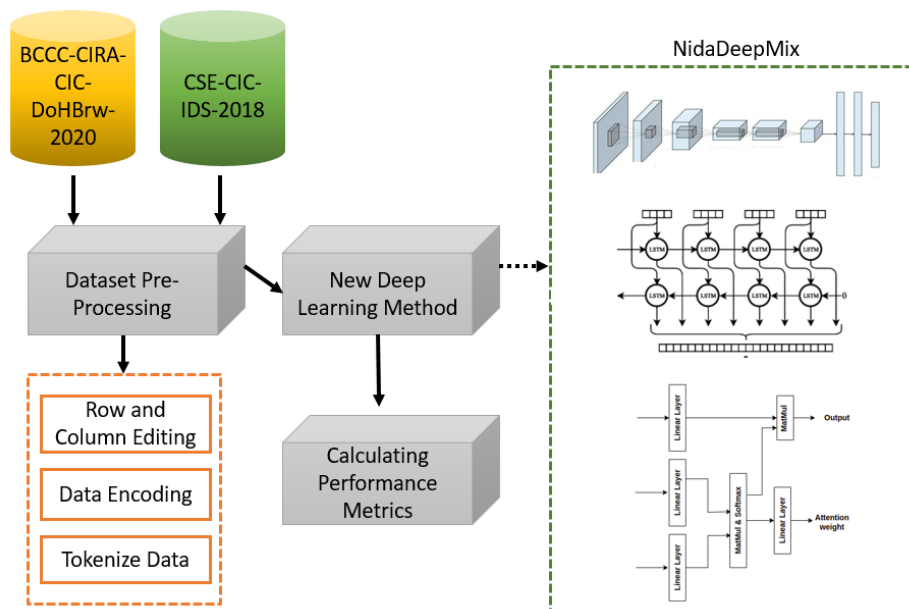 BCCC-CIRA-
CIC-
DoHBrw-
2020
CSE-CIC-
IDS-2018
NidaDeepMix
Dataset Pre-
Processing
New Deep
Learning Method
Row and
Column Editing
Data Encoding
Tokenize Data
Calculating
Performance
Metrics
LSTM
LSTM
LSTM
LSTM
LSTM
LSTM
LSTM
LSTM
0
Linear Layer
MatMul
Output
Linear Layer
MatMul & Softmax
Linear Layer
Attention
weight
Linear Layer